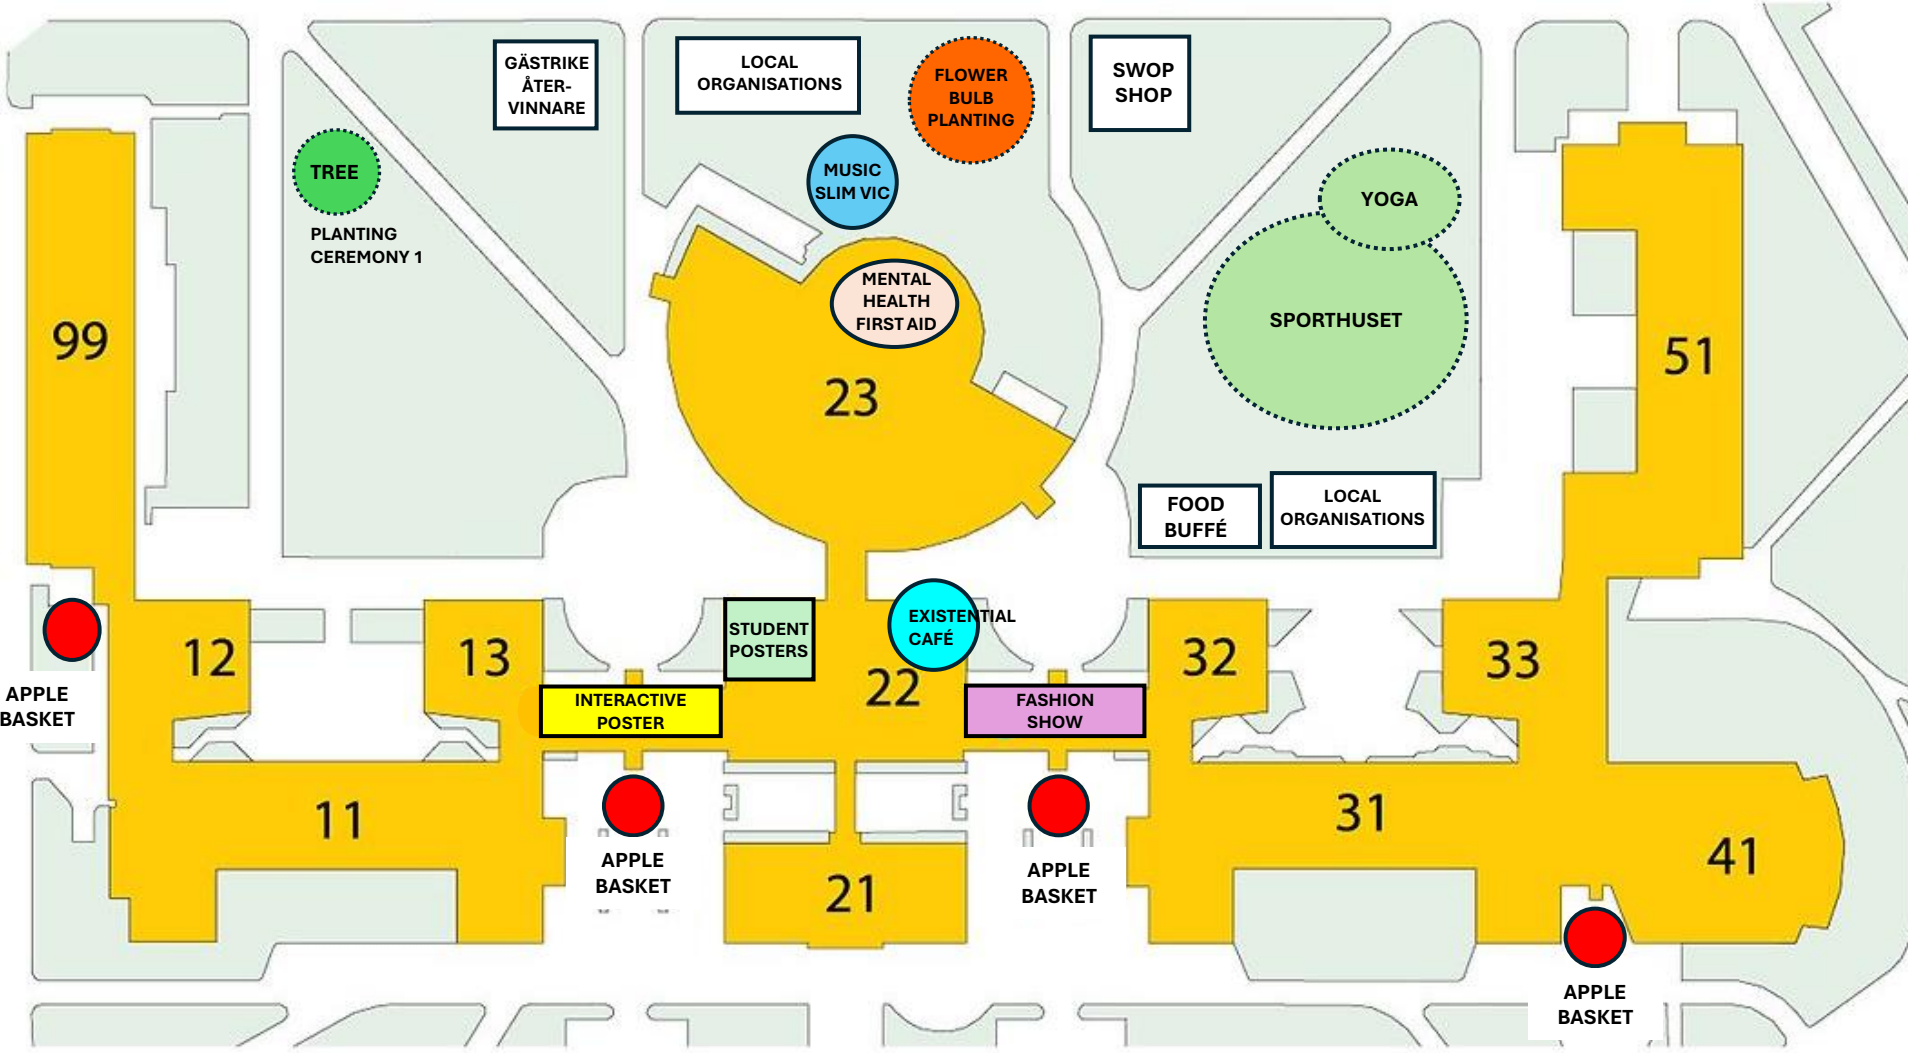 GÄSTRIKE
ÅTER-
VINNARE
LOCAL
ORGANISATIONS
FLOWER
BULB
PLANTING
SWOP
SHOP
TREE
PLANTING
CEREMONY 1
MUSIC
SLIM VIC
YOGA
MENTAL
HEALTH
FIRST AID
SPORTHUSET
99
23
51
FOOD
BUFFÉ
LOCAL
ORGANISATIONS
STUDENT
POSTERS
EXISTENTIAL
CAFÉ
12
13
22
32
33
APPLE
BASKET
INTERACTIVE
POSTER
FASHION
SHOW
11
31
41
21
APPLE
BASKET
APPLE
BASKET
APPLE
BASKET